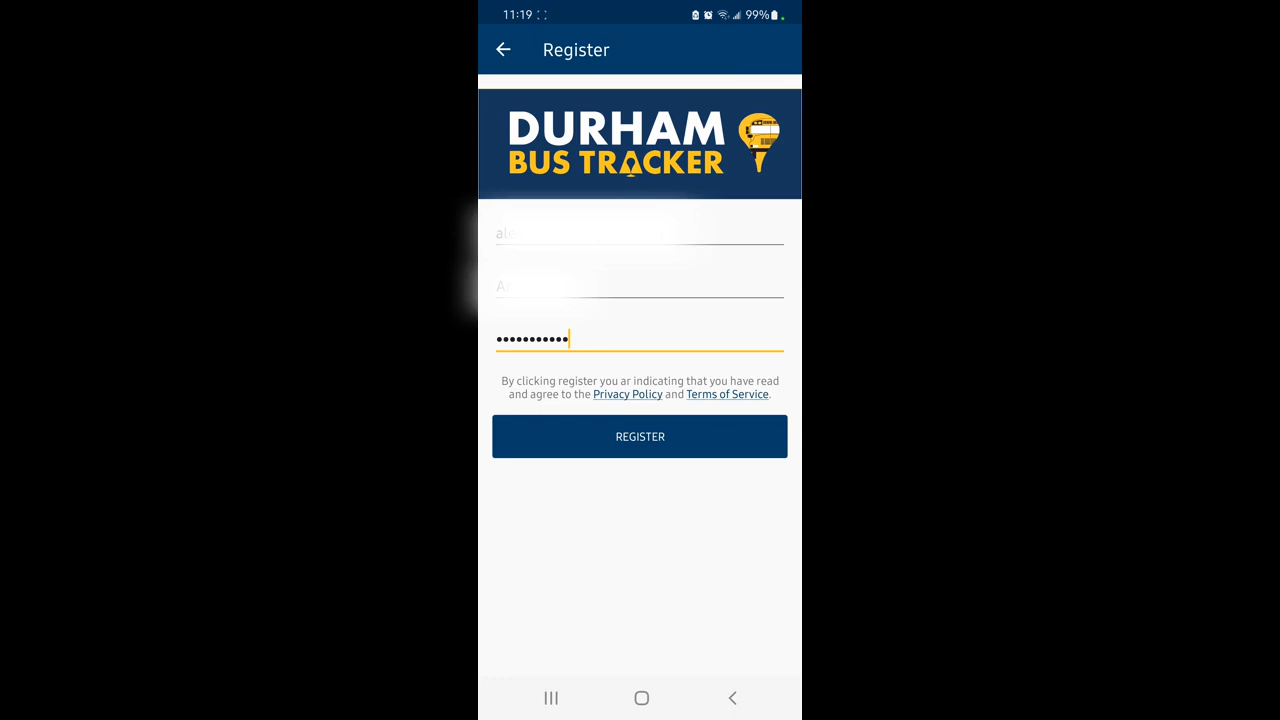 11:19
99%
Register
DURHAM
BUS TRACKER
•••••••••••
By clicking register you ar indicating that you have read
and agree to the Privacy Policy and Terms of Service.
REGISTER